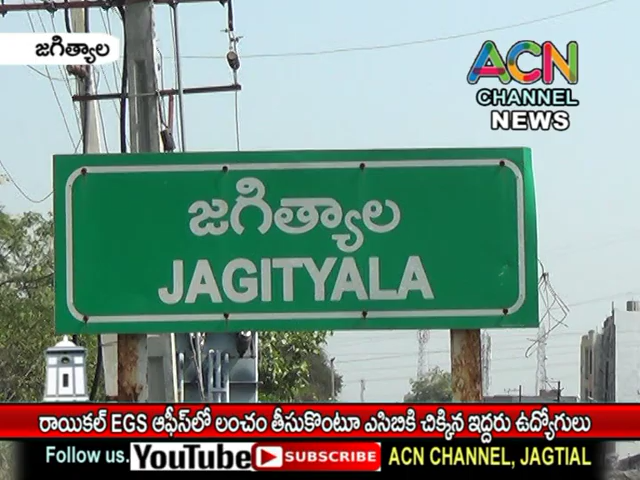 జగిత్యాల
ACN
CHANNEL
NEWS
జగిత్యాల
JAGITYALA
రాయికల్ EGS ఆఫీస్‌లో లంచం తీసుకొంటూ ఎసిబికి చిక్కిన ఇద్దరు ఉద్యోగులు
Follow us. YouTube SUBSCRIBE ACN CHANNEL, JAGTIAL